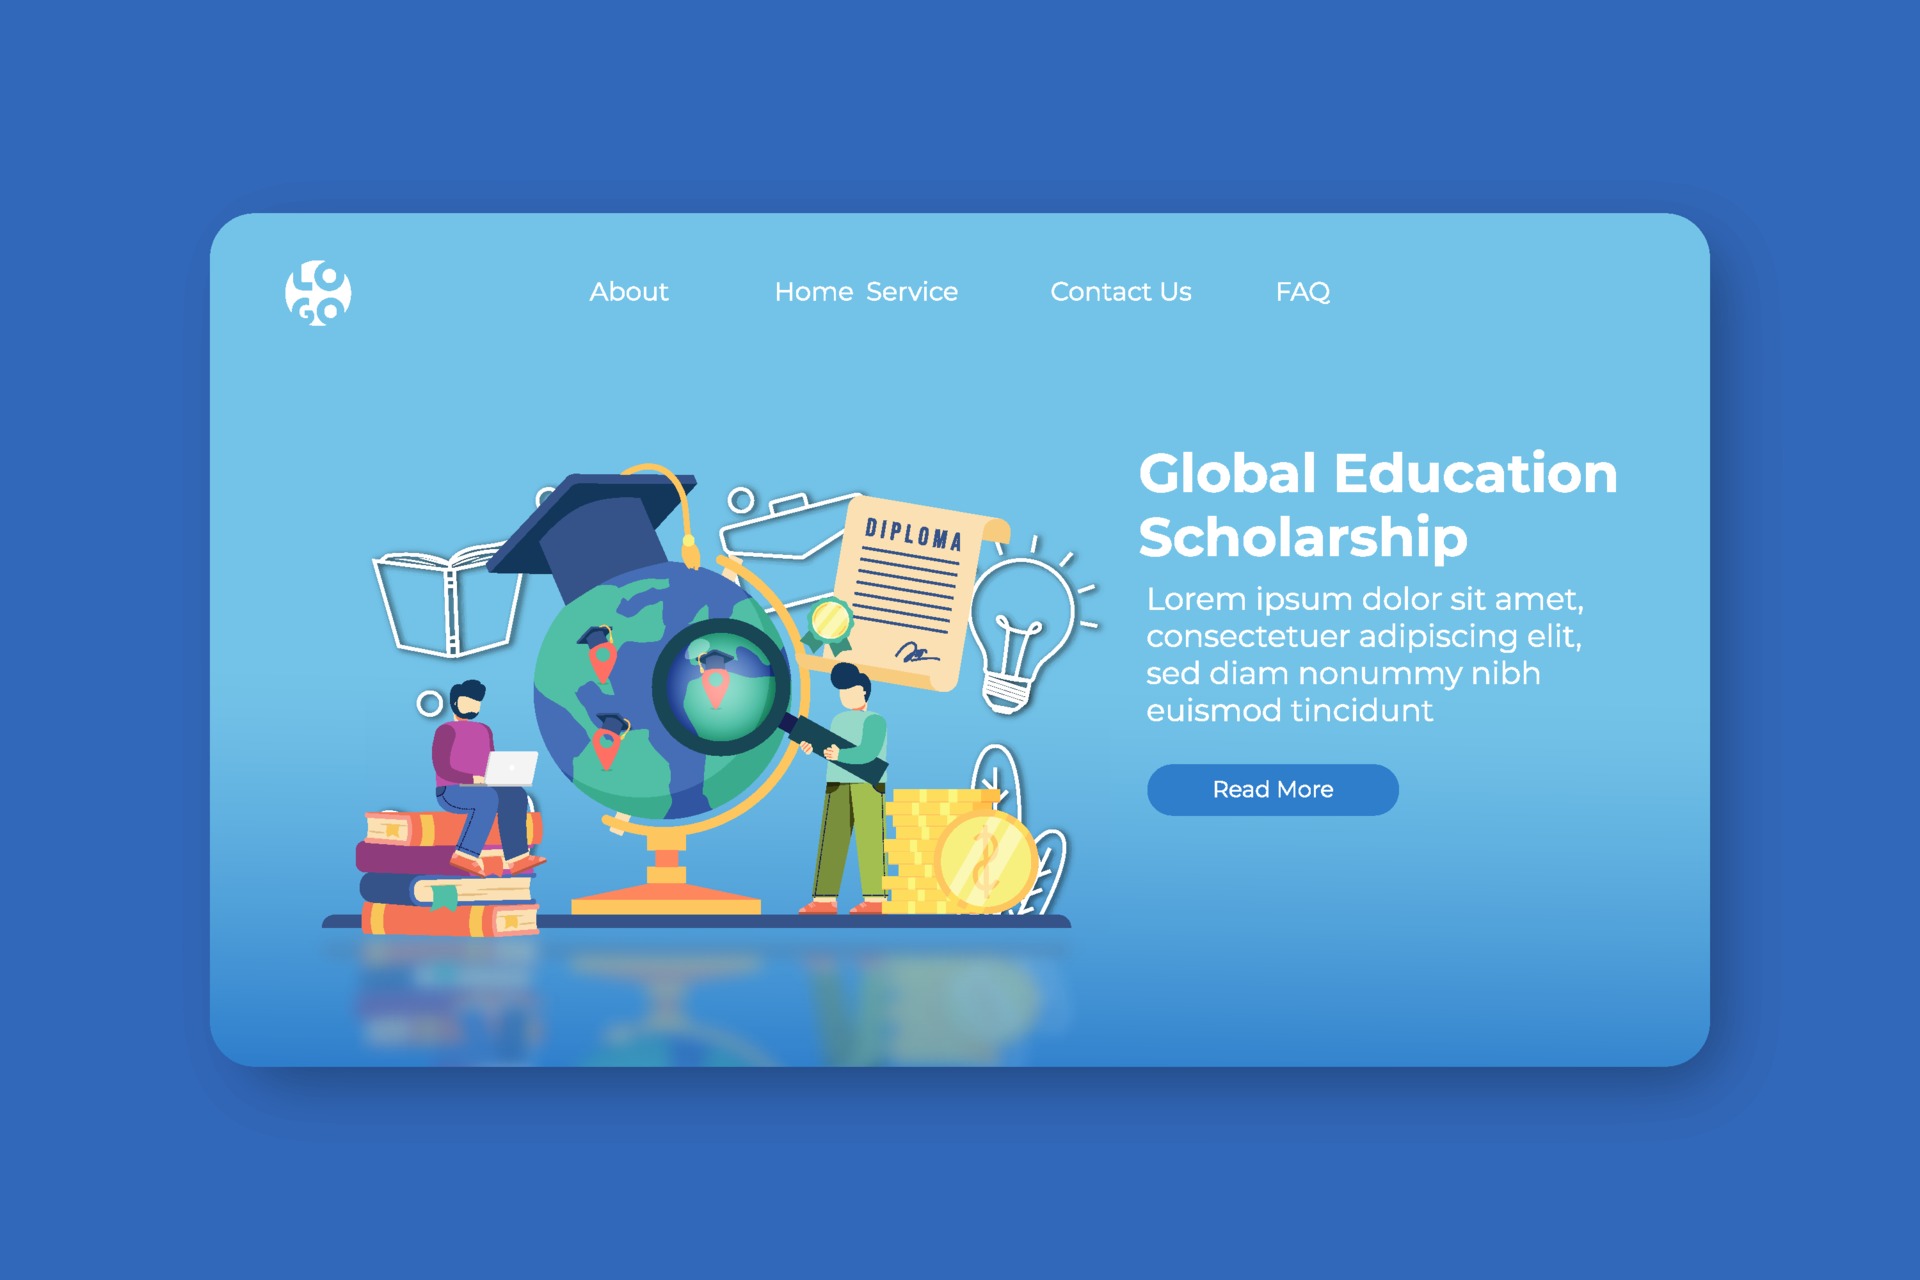 LO
GO
About Home Service Contact Us FAQ
DIPLOMA
Global Education
Scholarship
Lorem ipsum dolor sit amet,
consectetuer adipiscing elit,
sed diam nonummy nibh
euismod tincidunt
Read More